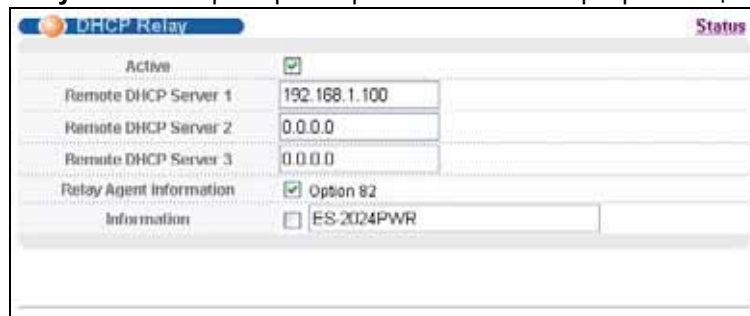 DHCP Relay
Status
Active
Remote DHCP Server 1 192.168.1.100
Remote DHCP Server 2 0.0.0.0
Remote DHCP Server 3 0.0.0.0
Relay Agent Information Option 82
Information ES-2024PWR